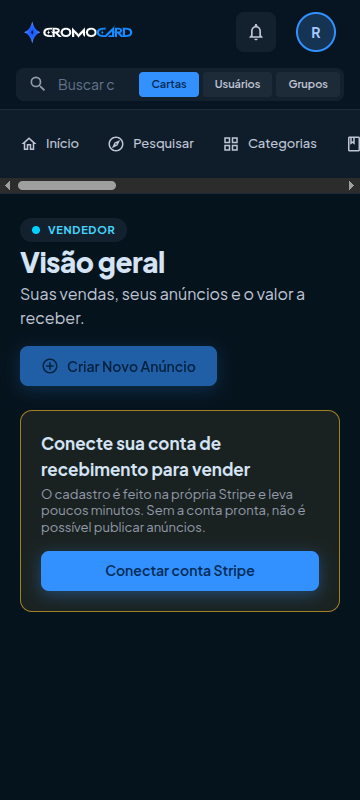 CROMOCARD
R
Buscar c
Cartas
Usuários
Grupos
Início
Pesquisar
Categorias
VENDEDOR
Visão geral
Suas vendas, seus anúncios e o valor a
receber.
Criar Novo Anúncio
Conecte sua conta de
recebimento para vender
O cadastro é feito na própria Stripe e leva
poucos minutos. Sem a conta pronta, não é
possível publicar anúncios.
Conectar conta Stripe